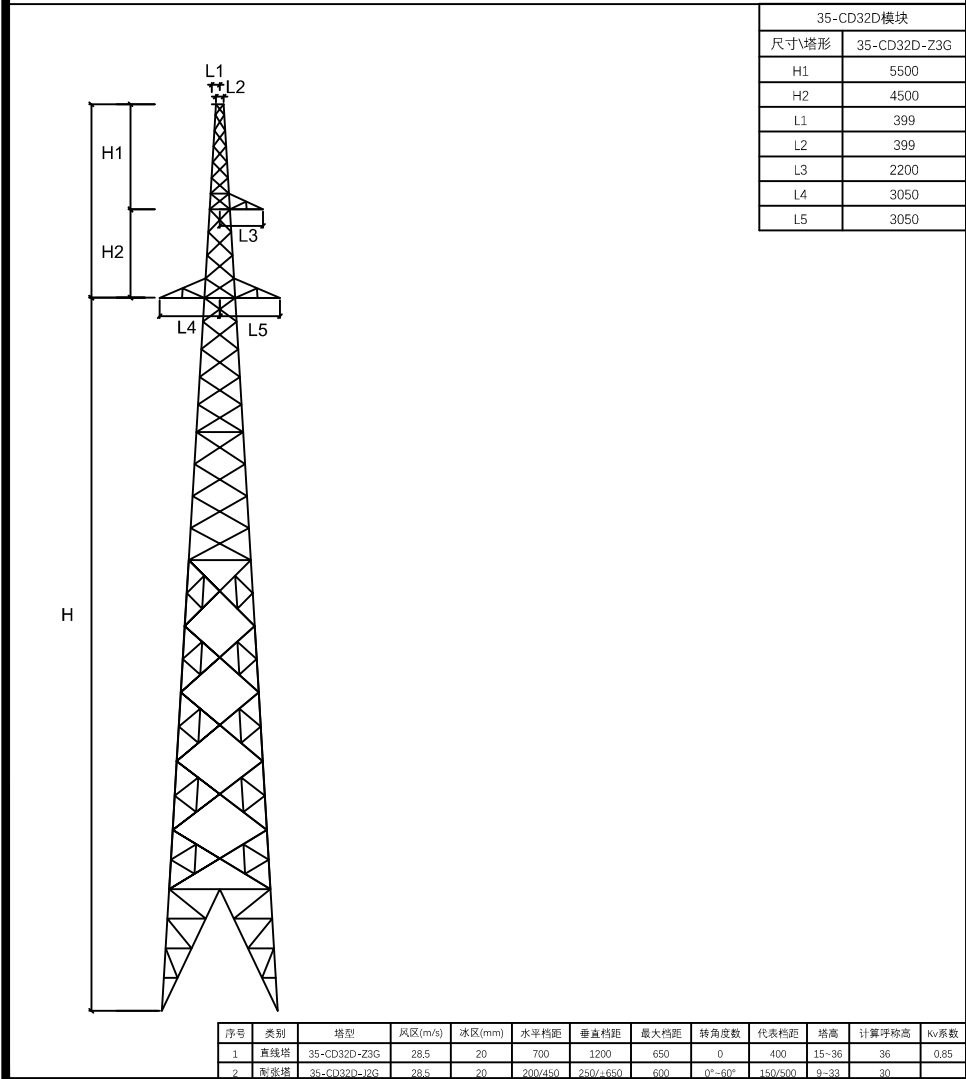 35-CD32D模块
尺寸\塔形 35-CD32D-Z3G
H1 5500
H2 4500
L1 399
L2 399
L3 2200
L4 3050
L5 3050
L1
L2
H1
L3
H2
L4 L5
H
序号 类别 塔型 风区(m/s) 冰区(mm) 水平档距 垂直档距 最大档距 转角度数 代表档距 塔高 计算呼称高 Kv系数
1 直线塔 35-CD32D-Z3G 28.5 20 700 1200 650 0 400 15~36 36 0.85
2 耐张塔 35-CD32D-J2G 28.5 20 200/450 250/±650 600 0°~60° 150/500 9~33 30